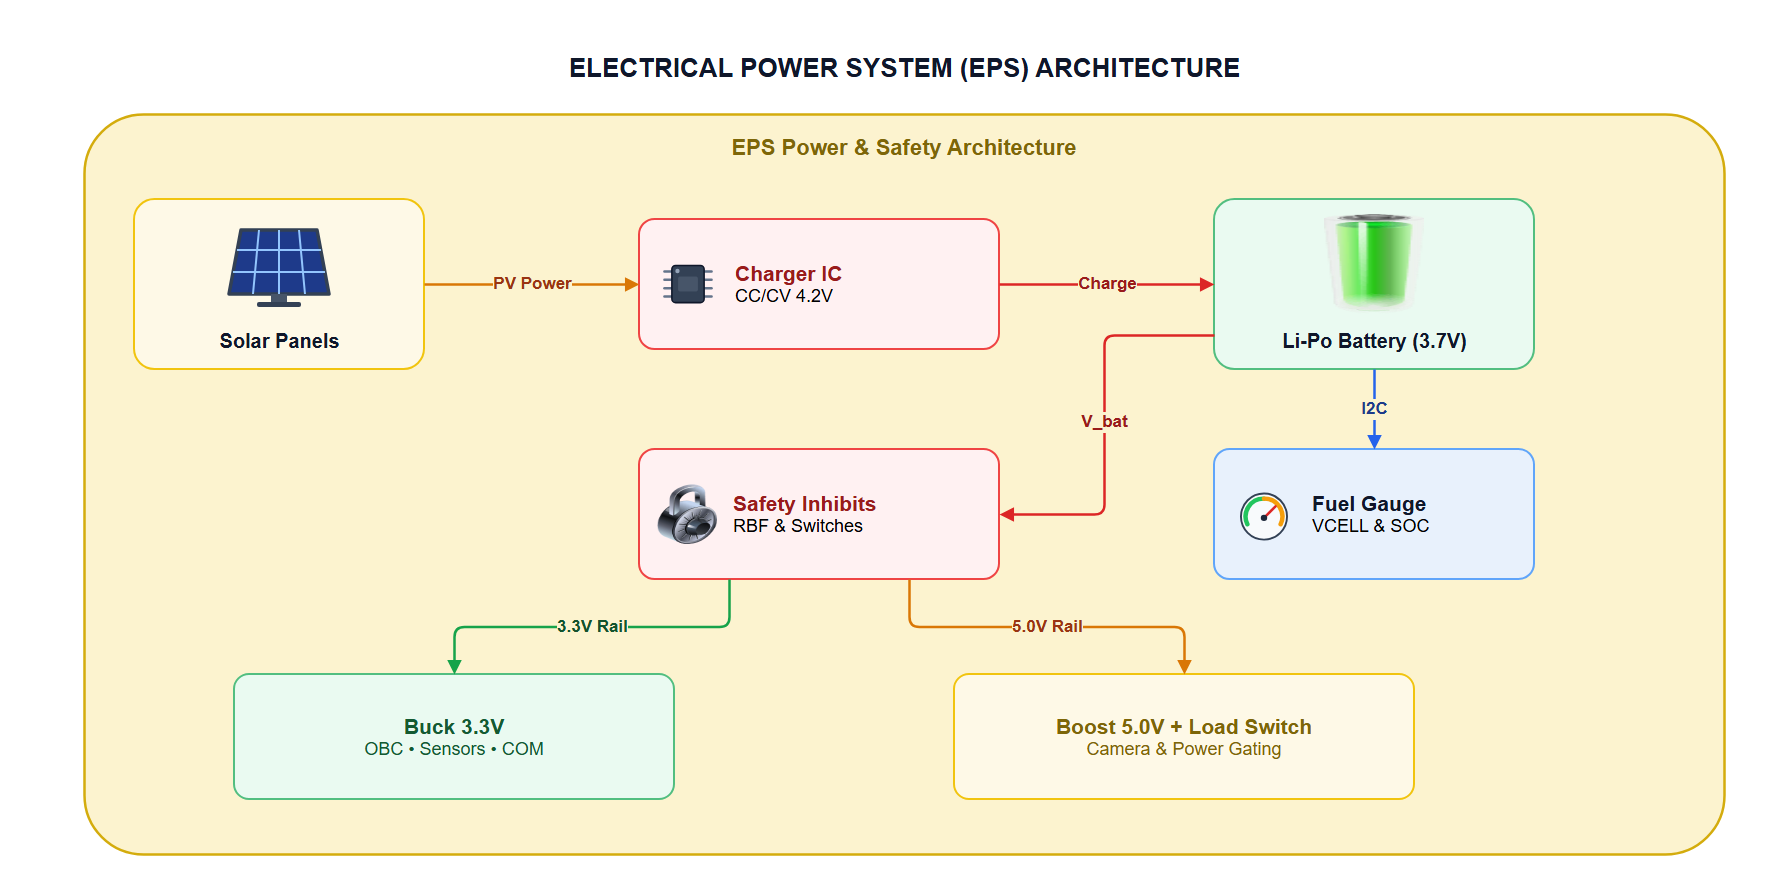 ELECTRICAL POWER SYSTEM (EPS) ARCHITECTURE
EPS Power & Safety Architecture
Solar Panels
PV Power
Charger IC
CC/CV 4.2V
Charge
Li-Po Battery (3.7V)
V_bat
I2C
Safety Inhibits
RBF & Switches
Fuel Gauge
VCELL & SOC
3.3V Rail
5.0V Rail
Buck 3.3V
OBC • Sensors • COM
Boost 5.0V + Load Switch
Camera & Power Gating